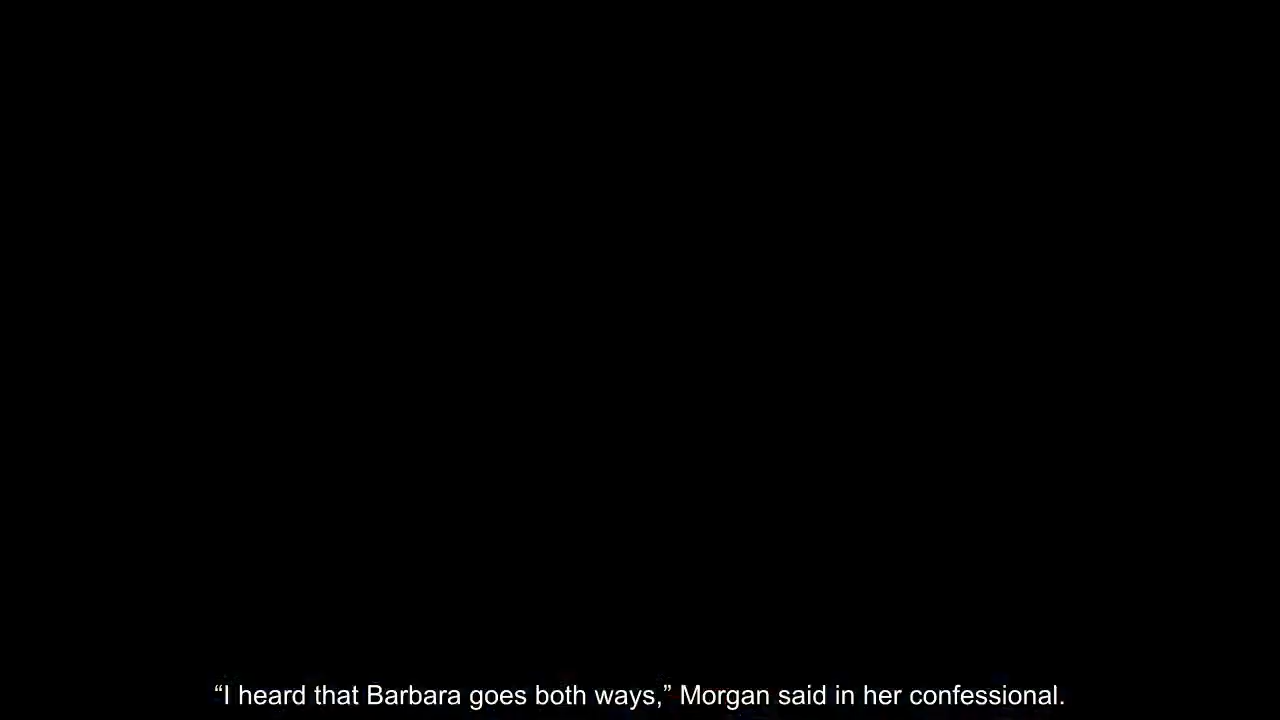 “I heard that Barbara goes both ways,” Morgan said in her confessional.